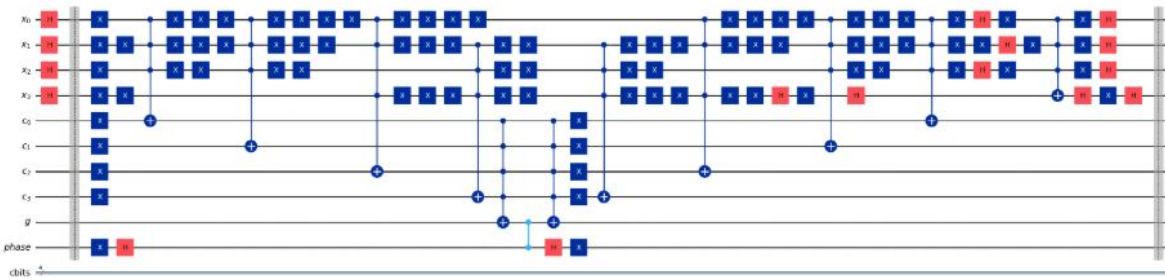 x₀ H X X X X X X X X X X X X X X X X X X X X H X X H
x₁ H X X X X X X X X X X X X X X X X X X X X X X X X H X X H
x₂ H X X X X X X X X X X X X H X X H
x₃ H X X X X X X X X X X X X H X H H X H
c₀ X X
c₁ X X
c₂ X X
c₃ X X
g
phase X H H X
4
cbits